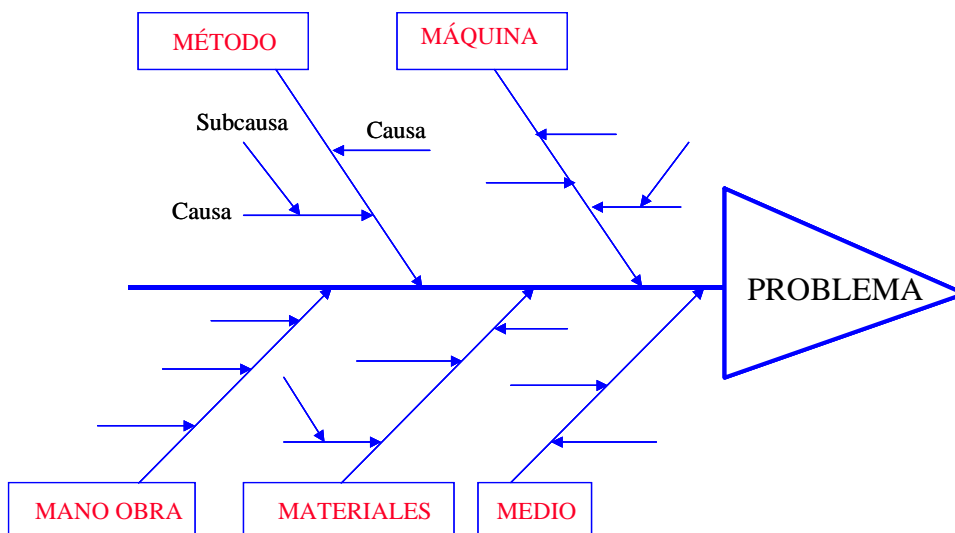 MÉTODO
MÁQUINA
Subcausa
Causa
Causa
PROBLEMA
MANO OBRA
MATERIALES
MEDIO